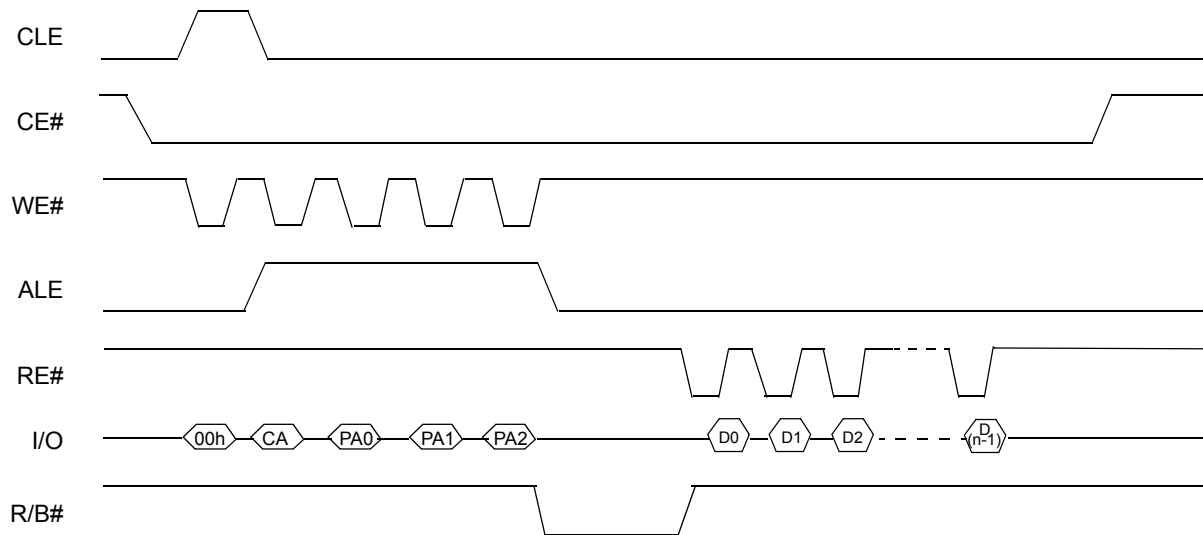 CLE
CE#
WE#
ALE
RE#
I/O 00h CA PA0 PA1 PA2 D0 D1 D2 D (n-1)
R/B#